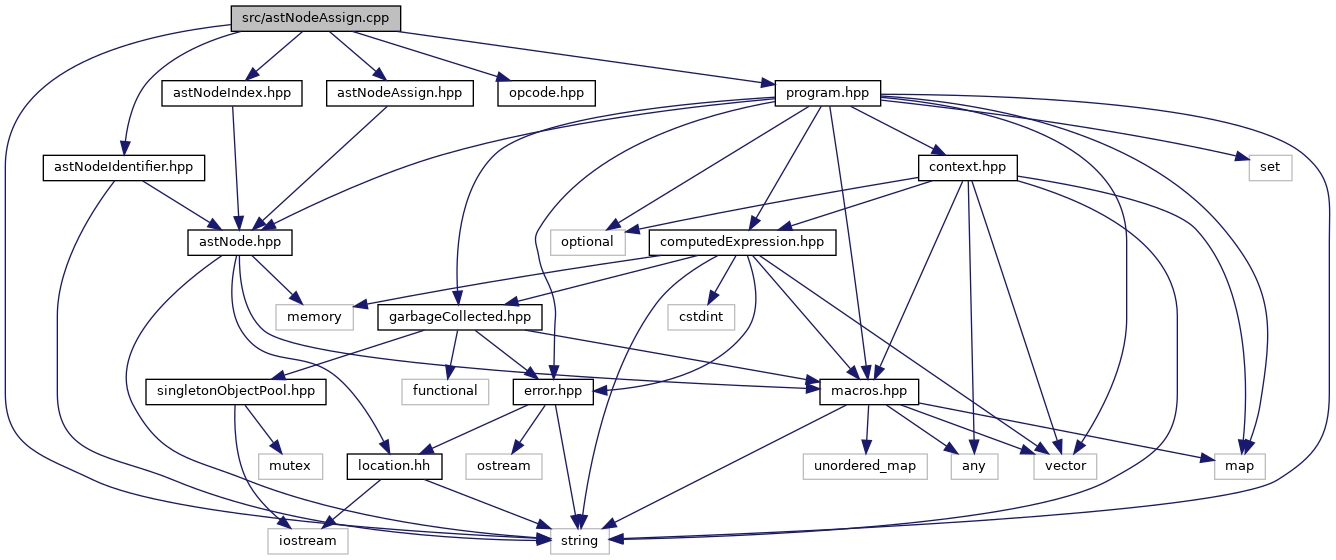 src/astNodeAssign.cpp
astNodeIndex.hpp
astNodeAssign.hpp
opcode.hpp
program.hpp
astNodeIdentifier.hpp
context.hpp
set
astNode.hpp
optional
computedExpression.hpp
memory
garbageCollected.hpp
cstdint
singletonObjectPool.hpp
functional
error.hpp
macros.hpp
mutex
location.hh
ostream
unordered_map
any
vector
map
iostream
string